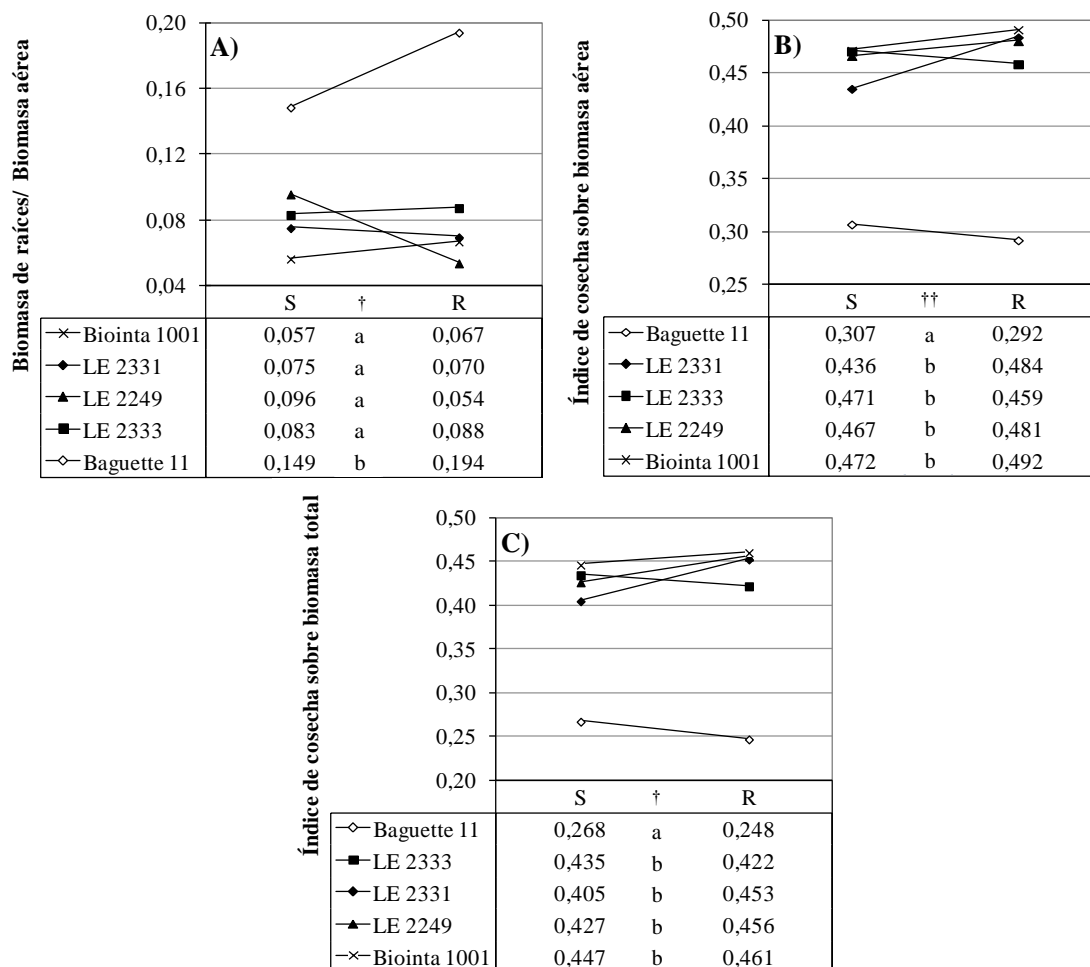 Biomasa de raíces/ Biomasa aérea
A)
0,20
0,16
0,12
0,08
0,04
S † R
Biointa 1001 0,057 a 0,067
LE 2331 0,075 a 0,070
LE 2249 0,096 a 0,054
LE 2333 0,083 a 0,088
Baguette 11 0,149 b 0,194
Índice de cosecha sobre biomasa aérea
B)
0,50
0,45
0,40
0,35
0,30
0,25
S †† R
Baguette 11 0,307 a 0,292
LE 2331 0,436 b 0,484
LE 2333 0,471 b 0,459
LE 2249 0,467 b 0,481
Biointa 1001 0,472 b 0,492
Índice de cosecha sobre biomasa total
C)
0,50
0,45
0,40
0,35
0,30
0,25
0,20
S † R
Baguette 11 0,268 a 0,248
LE 2333 0,435 b 0,422
LE 2331 0,405 b 0,453
LE 2249 0,427 b 0,456
Biointa 1001 0,447 b 0,461